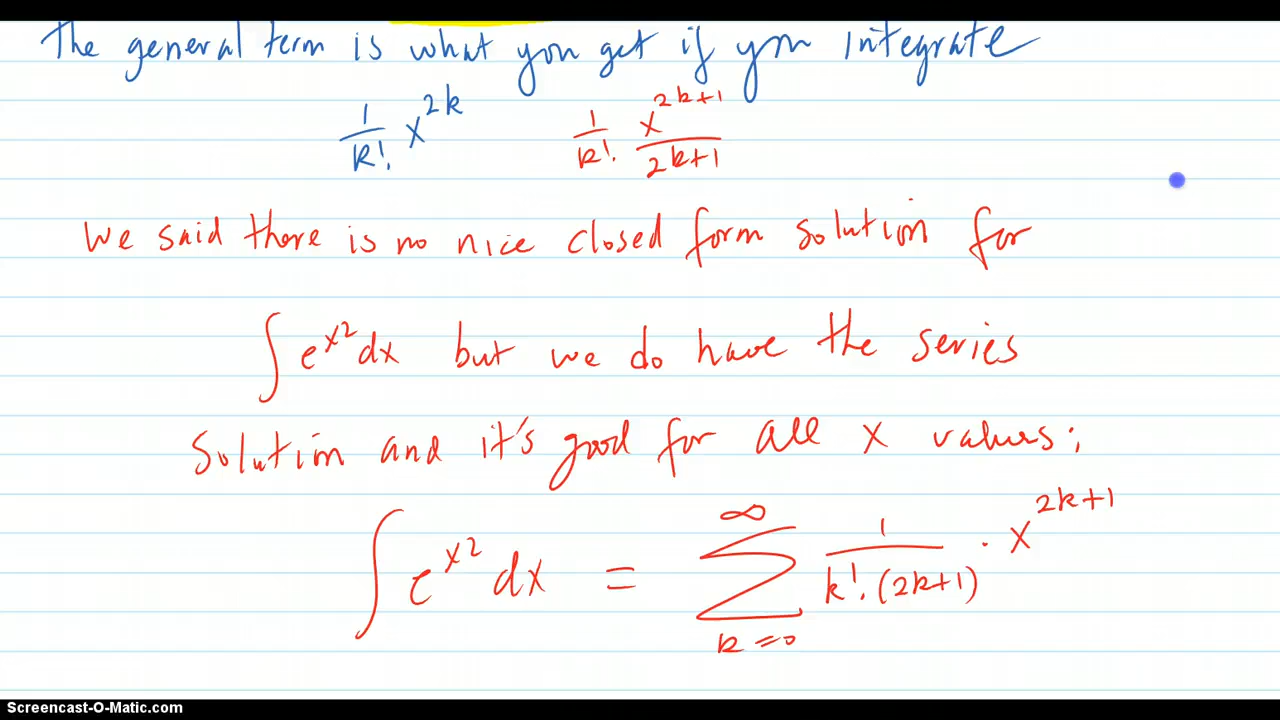 The general term is what you get if you integrate
1/k! x^2k    1/k! x^2k+1/2k+1
We said there is no nice closed form solution for
∫ e^x² dx but we do have the series
Solution and it's good for all x values:
∫ e^x² dx = ∑_{k=0}^{∞} 1/(k!·(2k+1)) · x^2k+1
Screencast-O-Matic.com